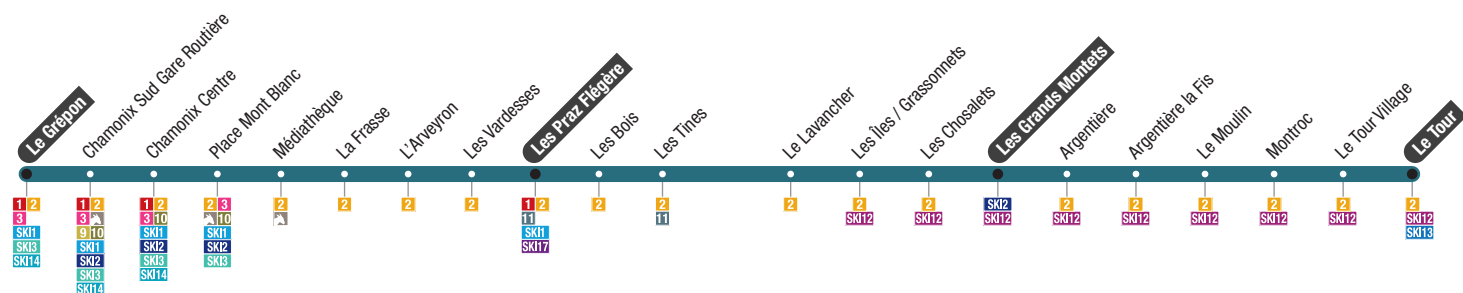 Le Grépon
Chamonix Sud Gare Routière
Chamonix Centre
Place Mont Blanc
Médiathèque
La Frasse
L'Arveyron
Les Vardesses
Les Praz Flégère
Les Bois
Les Tines
Le Lavancher
Les Îles / Grassonnets
Les Chosalets
Les Grands Montets
Argentière
Argentière la Fis
Le Moulin
Montroc
Le Tour Village
Le Tour
1 2
3
SKI1
SKI3
SKI14
1 2
3
9 10
SKI1
SKI2
SKI3
SKI14
1 2
3 10
SKI1
SKI2
SKI3
SKI14
2 3
10
SKI1
SKI2
SKI3
2
2
2
2
1 2
11
SKI1
SKI17
2
2
11
2
2
SKI12
2
SKI12
SKI2
SKI12
2
SKI12
2
SKI12
2
SKI12
2
SKI12
2
SKI12
2
SKI12
SKI13